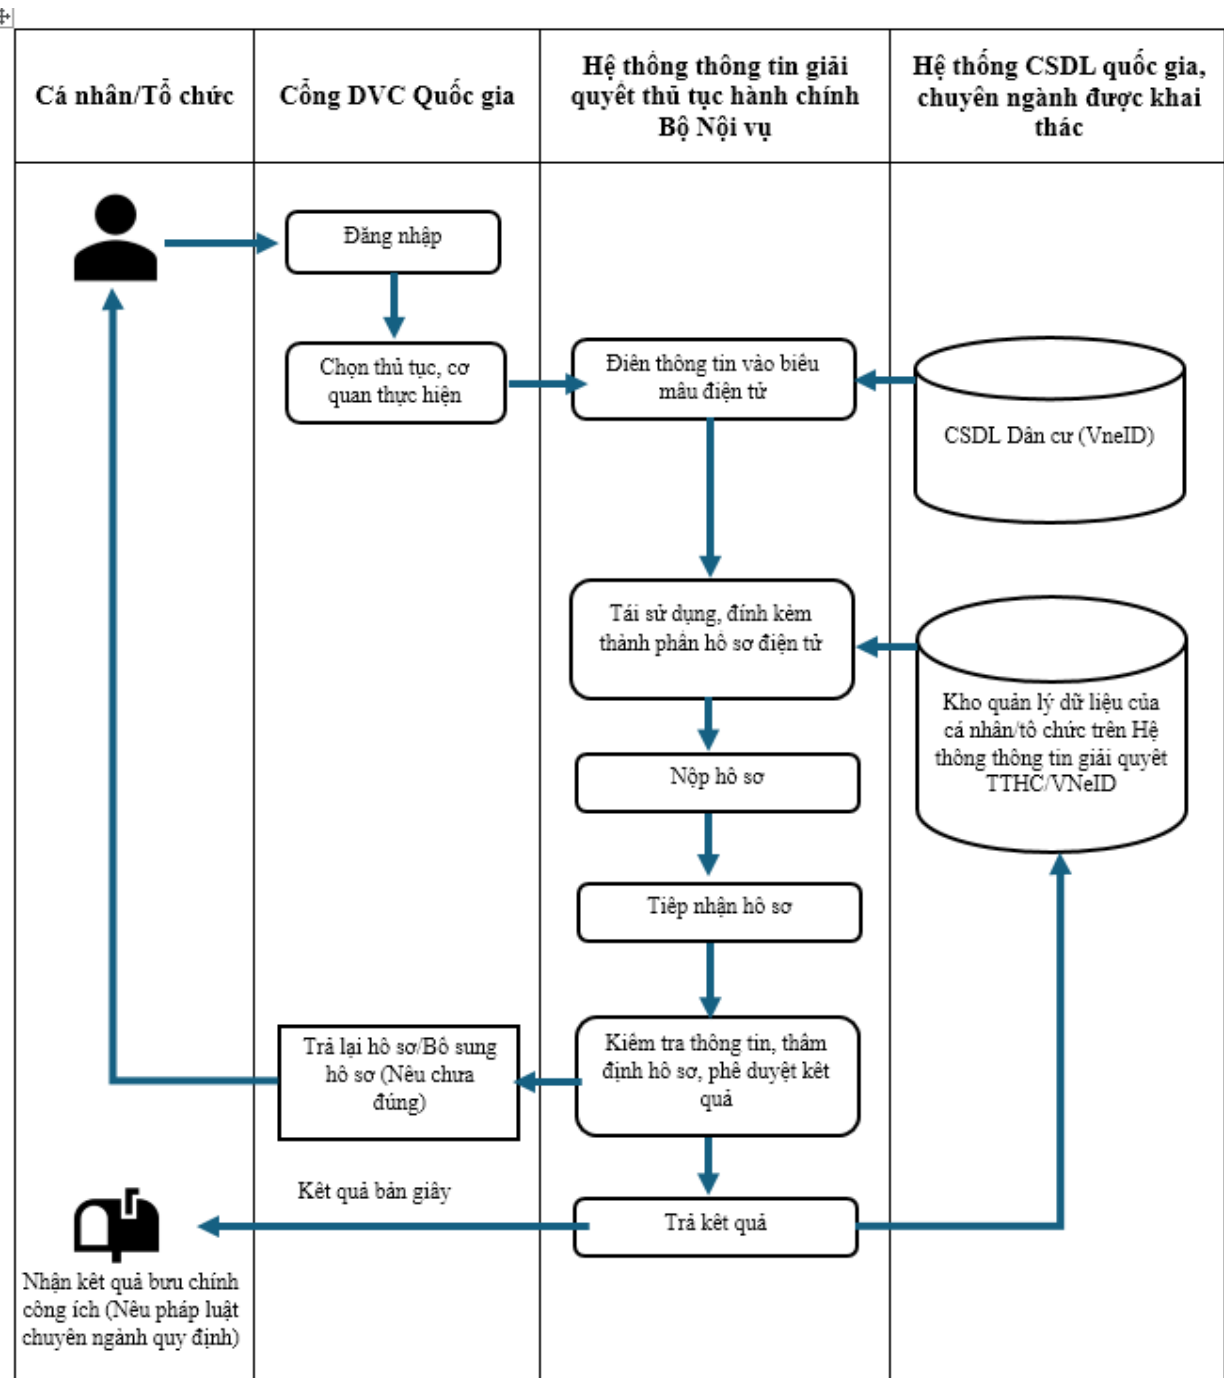 Cá nhân/Tổ chức
Cổng DVC Quốc gia
Hệ thống thông tin giải
quyết thủ tục hành chính
Bộ Nội vụ
Hệ thống CSDL quốc gia,
chuyên ngành được khai
thác
Đăng nhập
Chọn thủ tục, cơ
quan thực hiện
Điền thông tin vào biểu
mẫu điện tử
CSDL Dân cư (VneID)
Tái sử dụng, đính kèm
thành phần hồ sơ điện tử
Kho quản lý dữ liệu của
cá nhân/tổ chức trên Hệ
thống thông tin giải quyết
TTHC/VNeID
Nộp hồ sơ
Tiếp nhận hồ sơ
Kiểm tra thông tin, thẩm
định hồ sơ, phê duyệt kết
quả
Trả lại hồ sơ/Bổ sung
hồ sơ (Nếu chưa
đúng)
Kết quả bản giấy
Trả kết quả
Nhận kết quả bưu chính
công ích (Nếu pháp luật
chuyên ngành quy định)